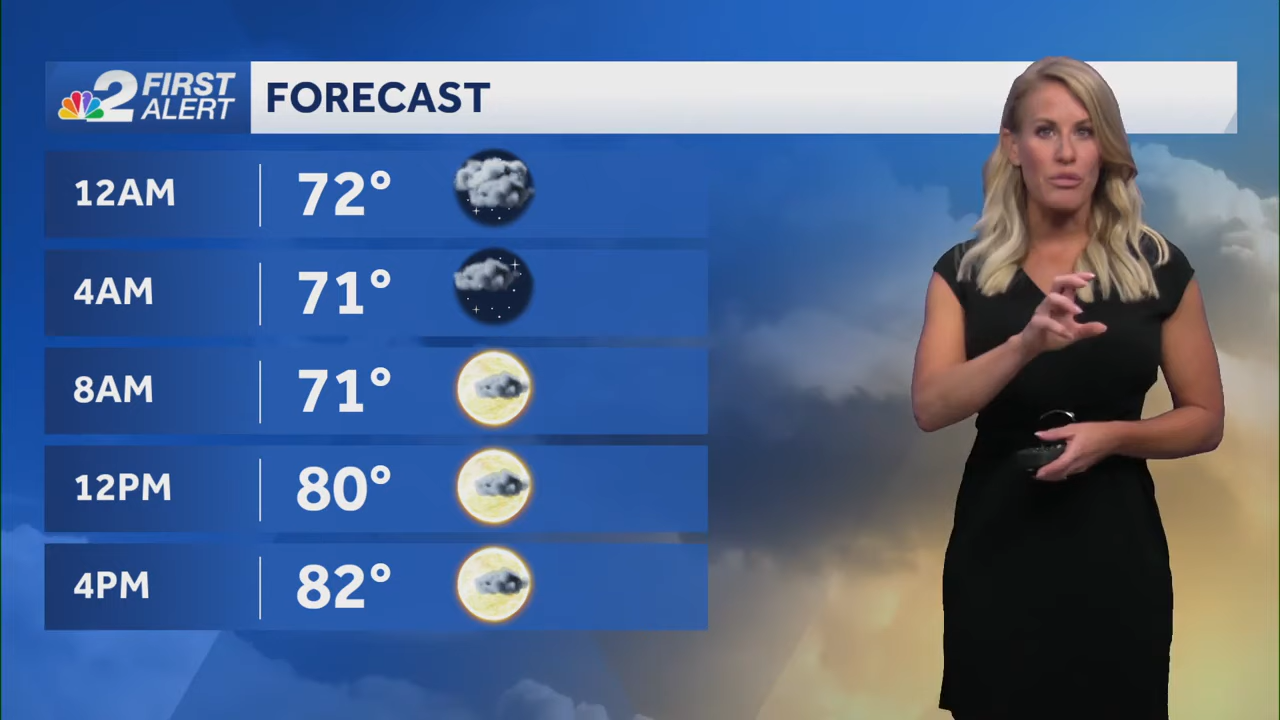 2 FIRST
ALERT
FORECAST
12AM 72°
4AM 71°
8AM 71°
12PM 80°
4PM 82°